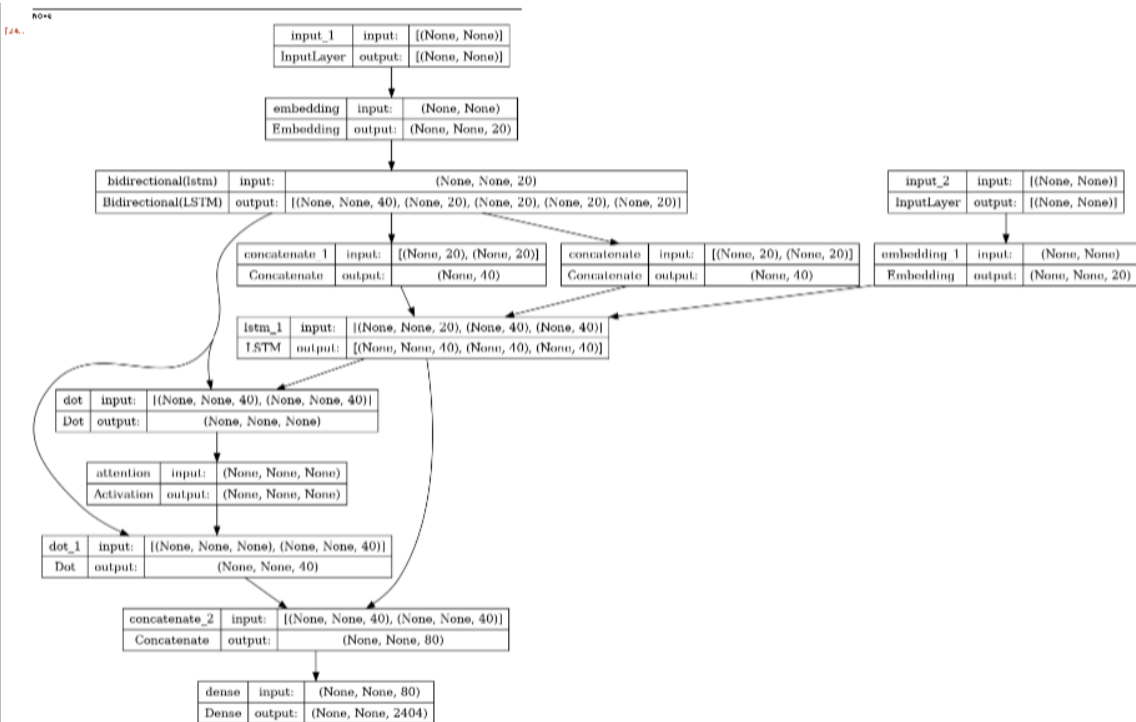 None
input_1 input: [(None, None)]
InputLayer output: [(None, None)]
embedding input: (None, None)
Embedding output: (None, None, 20)
bidirectional(lstm) input: (None, None, 20)
Bidirectional(LSTM) output: [(None, None, 40), (None, 20), (None, 20), (None, 20), (None, 20)]
input_2 input: [(None, None)]
InputLayer output: [(None, None)]
concatenate_1 input: [(None, 20), (None, 20)]
Concatenate output: (None, 40)
concatenate input: [(None, 20), (None, 20)]
Concatenate output: (None, 40)
embedding_1 input: (None, None)
Embedding output: (None, None, 20)
lstm_1 input: [(None, None, 20), (None, 40), (None, 40)]
LSTM output: [(None, None, 40), (None, 40), (None, 40)]
dot input: [(None, None, 40), (None, None, 40)]
Dot output: (None, None, None)
attention input: (None, None, None)
Activation output: (None, None, None)
dot_1 input: [(None, None, None), (None, None, 40)]
Dot output: (None, None, 40)
concatenate_2 input: [(None, None, 40), (None, None, 40)]
Concatenate output: (None, None, 80)
dense input: (None, None, 80)
Dense output: (None, None, 2404)